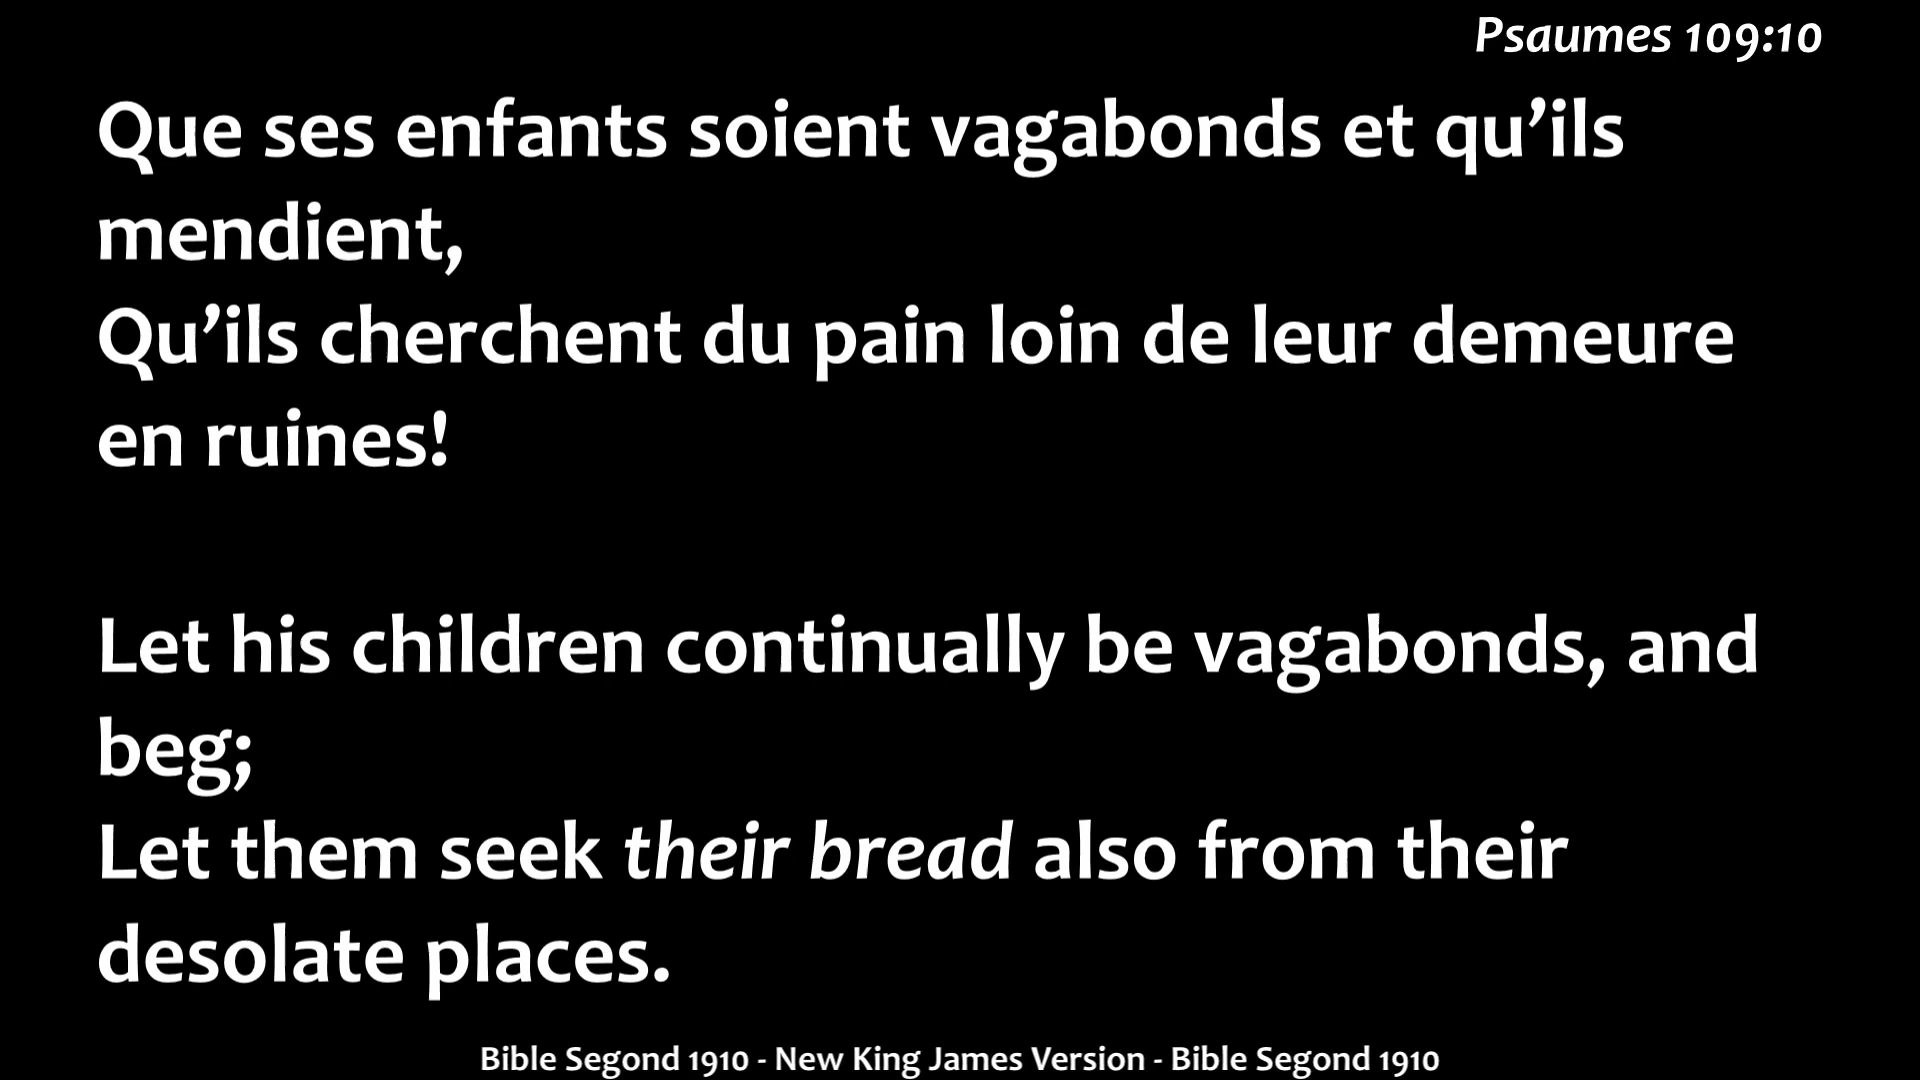 Psaumes 109:10
Que ses enfants soient vagabonds et qu’ils
mendient,
Qu’ils cherchent du pain loin de leur demeure
en ruines!
Let his children continually be vagabonds, and
beg;
Let them seek their bread also from their
desolate places.
Bible Segond 1910 - New King James Version - Bible Segond 1910